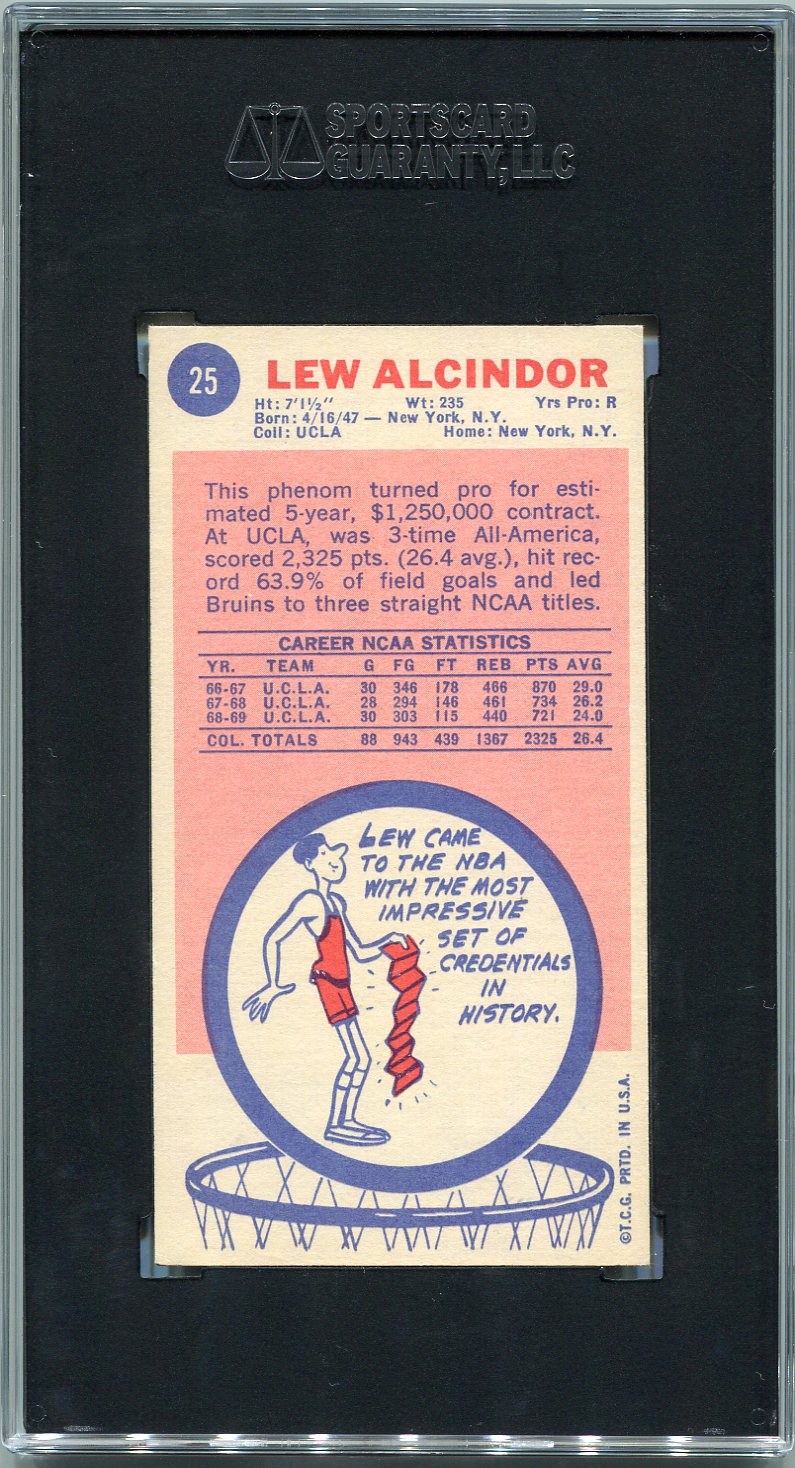 SPORTSCARD
GUARANTY, LLC
25
LEW ALCINDOR
Ht: 7'1½" Wt: 235 Yrs Pro: R
Born: 4/16/47 — New York, N.Y.
Coll: UCLA Home: New York, N.Y.
This phenom turned pro for esti-
mated 5-year, $1,250,000 contract.
At UCLA, was 3-time All-America,
scored 2,325 pts. (26.4 avg.), hit rec-
ord 63.9% of field goals and led
Bruins to three straight NCAA titles.
CAREER NCAA STATISTICS
YR. TEAM G FG FT REB PTS AVG
66-67 U.C.L.A. 30 346 178 466 870 29.0
67-68 U.C.L.A. 28 294 146 461 734 26.2
68-69 U.C.L.A. 30 303 115 440 721 24.0
COL. TOTALS 88 943 439 1367 2325 26.4
LEW CAME
TO THE NBA
WITH THE MOST
IMPRESSIVE
SET OF
CREDENTIALS
IN
HISTORY.
©T.C.G. PRTD. IN U.S.A.